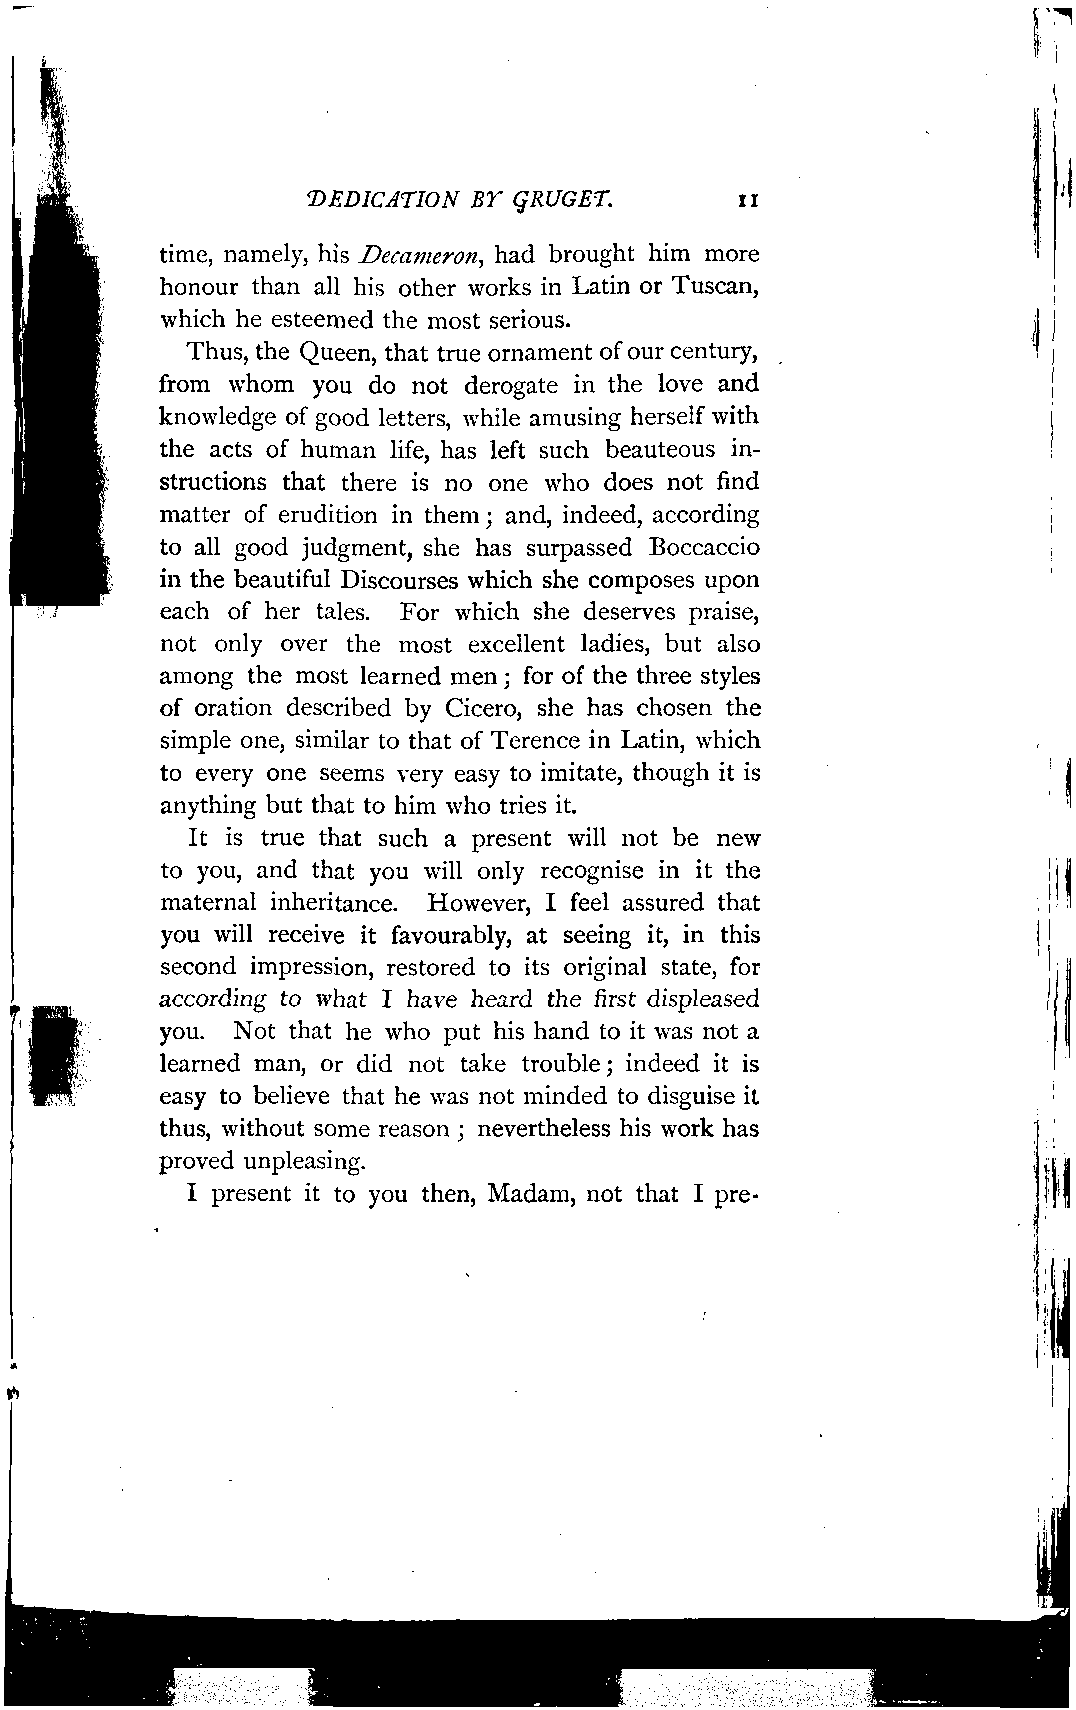 DEDICATION BY GRUGET. 11
time, namely, his Decameron, had brought him more
honour than all his other works in Latin or Tuscan,
which he esteemed the most serious.
Thus, the Queen, that true ornament of our century,
from whom you do not derogate in the love and
knowledge of good letters, while amusing herself with
the acts of human life, has left such beauteous in-
structions that there is no one who does not find
matter of erudition in them; and, indeed, according
to all good judgment, she has surpassed Boccaccio
in the beautiful Discourses which she composes upon
each of her tales. For which she deserves praise,
not only over the most excellent ladies, but also
among the most learned men; for of the three styles
of oration described by Cicero, she has chosen the
simple one, similar to that of Terence in Latin, which
to every one seems very easy to imitate, though it is
anything but that to him who tries it.
It is true that such a present will not be new
to you, and that you will only recognise in it the
maternal inheritance. However, I feel assured that
you will receive it favourably, at seeing it, in this
second impression, restored to its original state, for
according to what I have heard the first displeased
you. Not that he who put his hand to it was not a
learned man, or did not take trouble; indeed it is
easy to believe that he was not minded to disguise it
thus, without some reason; nevertheless his work has
proved unpleasing.
I present it to you then, Madam, not that I pre-